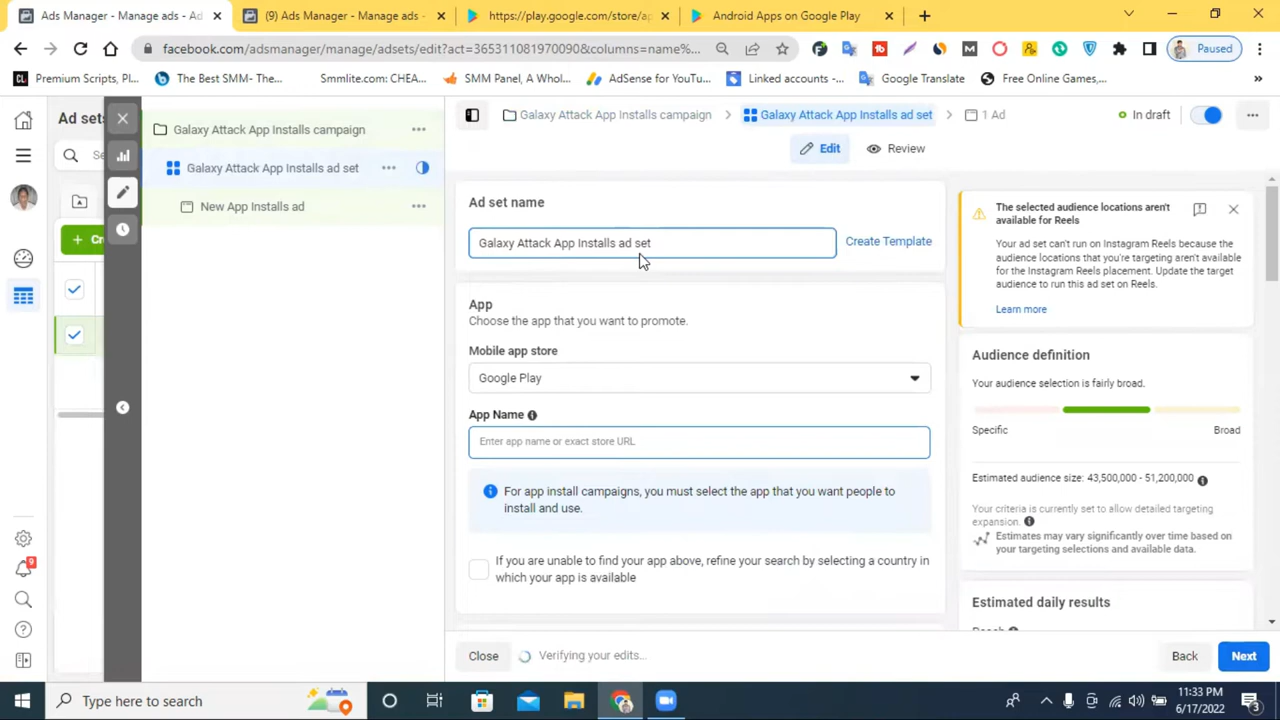 Ads Manager - Manage ads - Ad
(9) Ads Manager - Manage ads -
https://play.google.com/store/ap
Android Apps on Google Play
facebook.com/adsmanager/manage/adsets/edit?act=365311081970090&columns=name%...
Paused
Premium Scripts, Pl...
The Best SMM- The...
Smmlite.com: CHEA...
SMM Panel, A Whol...
AdSense for YouTu...
Linked accounts -...
Google Translate
Free Online Games,...
»
Ad sets
Se
Cr
Galaxy Attack App Installs campaign
Galaxy Attack App Installs ad set
New App Installs ad
Galaxy Attack App Installs campaign
Galaxy Attack App Installs ad set
1 Ad
In draft
Edit
Review
Ad set name
Galaxy Attack App Installs ad set
Create Template
App
Choose the app that you want to promote.
Mobile app store
Google Play
App Name
Enter app name or exact store URL
For app install campaigns, you must select the app that you want people to
install and use.
If you are unable to find your app above, refine your search by selecting a country in
which your app is available
The selected audience locations aren't
available for Reels
Your ad set can't run on Instagram Reels because the
audience locations that you're targeting aren't available
for the Instagram Reels placement. Update the target
audience to run this ad set on Reels.
Learn more
Audience definition
Your audience selection is fairly broad.
Specific
Broad
Estimated audience size: 43,500,000 - 51,200,000
Your criteria is currently set to allow detailed targeting
expansion.
Estimates may vary significantly over time based on
your targeting selections and available data.
Estimated daily results
Reach
Close
Verifying your edits...
Back
Next
9
Type here to search
11:33 PM
6/17/2022
3